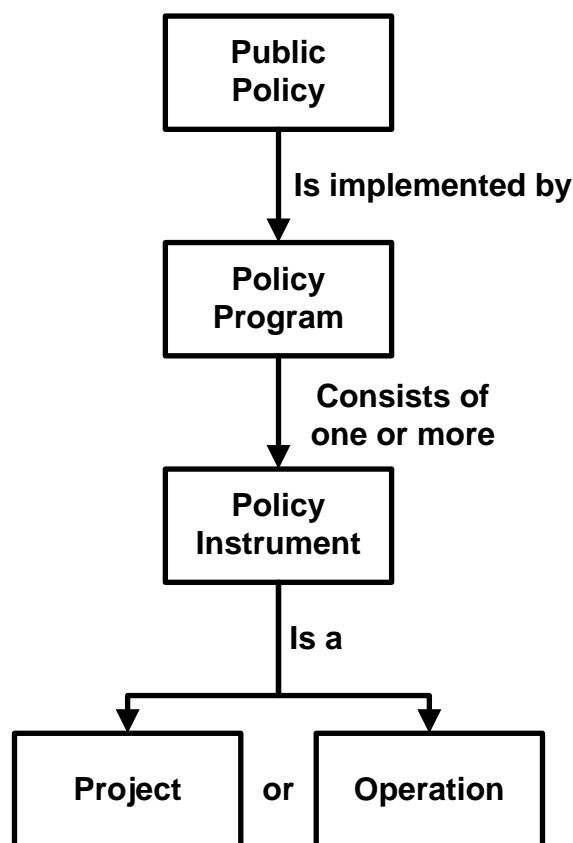 Public
Policy
Is implemented by
Policy
Program
Consists of
one or more
Policy
Instrument
Is a
Project or Operation